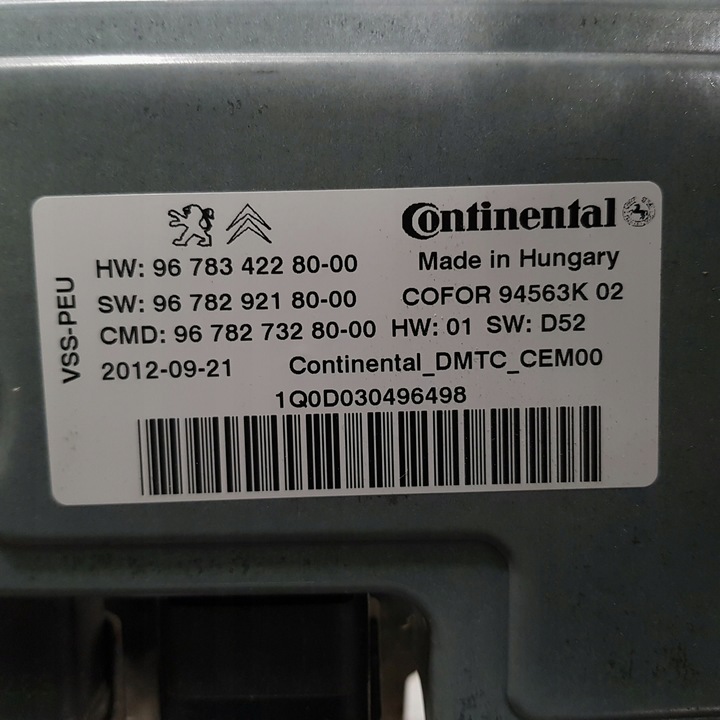 Continental
HW: 96 783 422 80-00
Made in Hungary
SW: 96 782 921 80-00
COFOR 94563K 02
CMD: 96 782 732 80-00 HW: 01 SW: D52
2012-09-21 Continental_DMTC_CEM00
1Q0D030496498
VSS-PEU